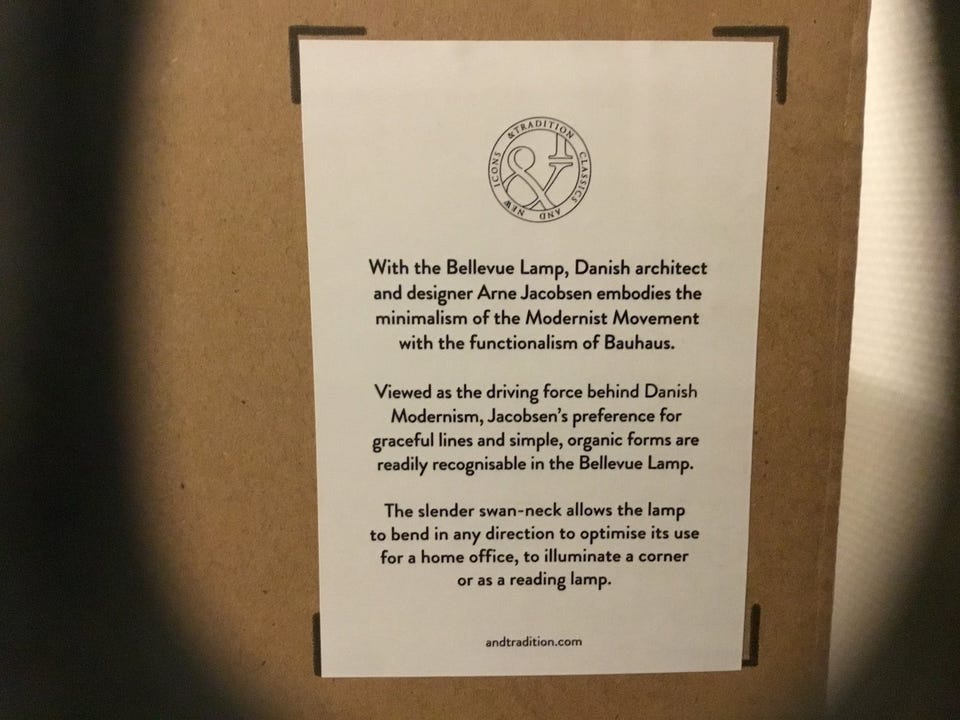 &TRADITION CLASSICS AND NEW ICONS
&
With the Bellevue Lamp, Danish architect
and designer Arne Jacobsen embodies the
minimalism of the Modernist Movement
with the functionalism of Bauhaus.
Viewed as the driving force behind Danish
Modernism, Jacobsen's preference for
graceful lines and simple, organic forms are
readily recognisable in the Bellevue Lamp.
The slender swan-neck allows the lamp
to bend in any direction to optimise its use
for a home office, to illuminate a corner
or as a reading lamp.
andtradition.com